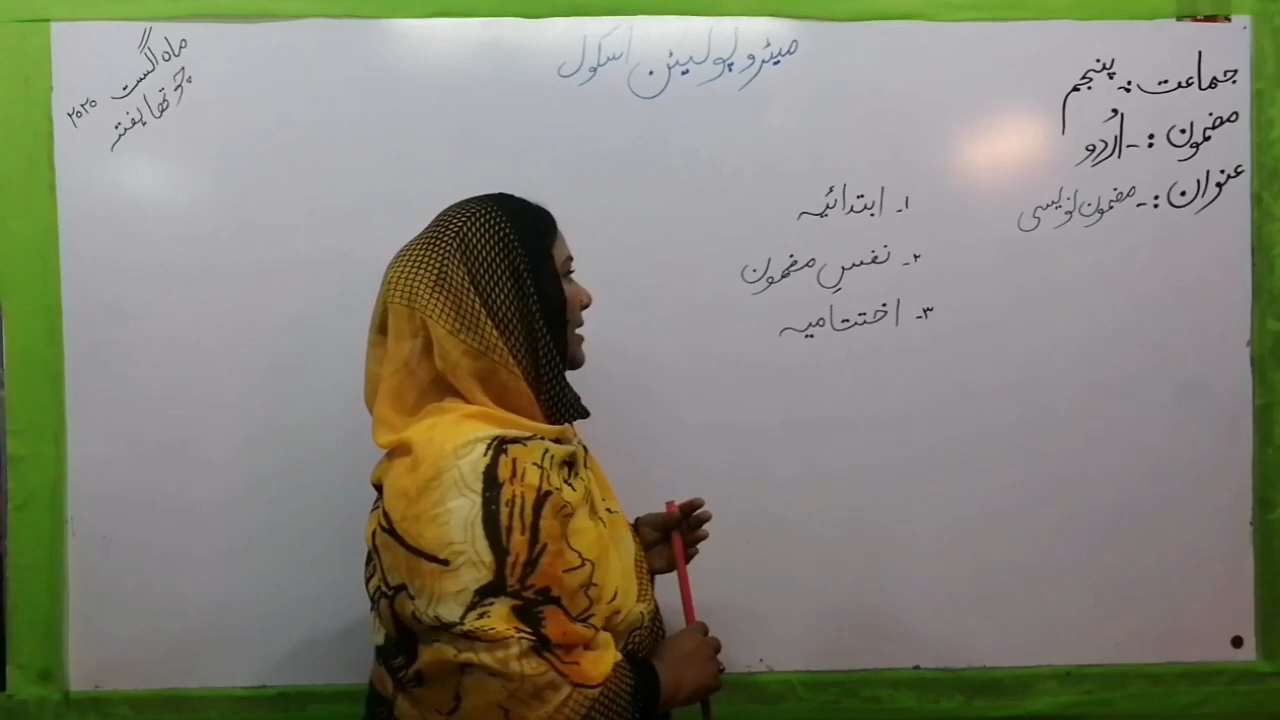 میٹروپولیٹن اسکول
جماعت:۔ پنجم
مضمون:۔ اُردو
عنوان:۔ مضمون نویسی
ماہ اگست ۲۰۲۰
چوتھا ہفتہ
۱۔ ابتدائیہ
۲۔ نفسِ مضمون
۳۔ اختتامیہ